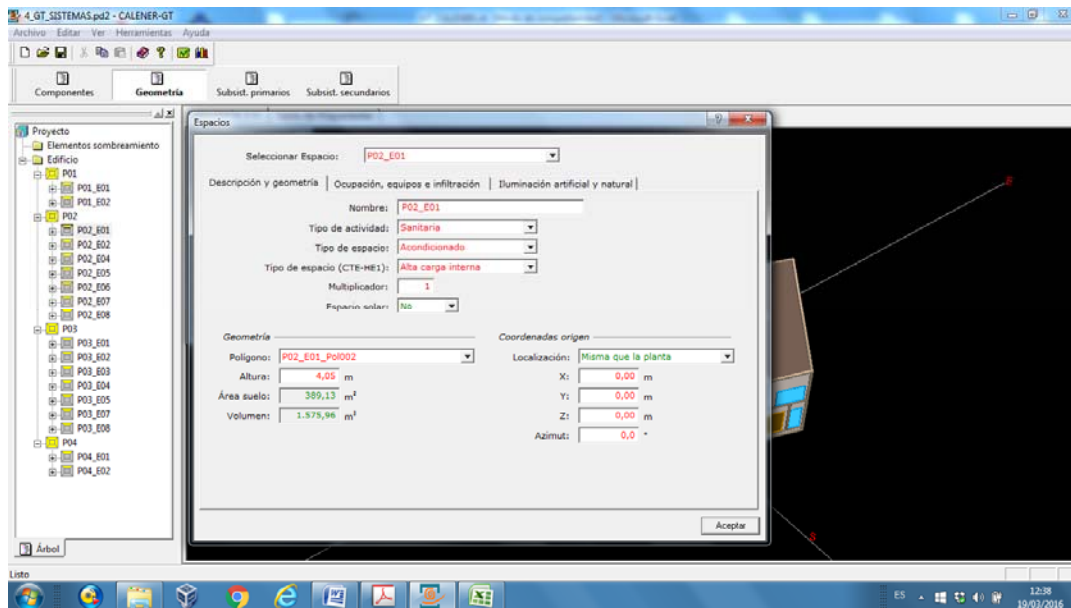 4_GT_SISTEMAS.pd2 - CALENER-GT
Archivo Editar Ver Herramientas Ayuda
Componentes Geometría Subsist. primarios Subsist. secundarios
Proyecto
Elementos sombreamiento
Edificio
P01
P01_E01
P01_E02
P02
P02_E01
P02_E02
P02_E04
P02_E05
P02_E06
P02_E07
P02_E08
P03
P03_E01
P03_E02
P03_E03
P03_E04
P03_E05
P03_E07
P03_E08
P04
P04_E01
P04_E02
Árbol
Espacios
Seleccionar Espacio: P02_E01
Descripción y geometría Ocupación, equipos e infiltración Iluminación artificial y natural
Nombre: P02_E01
Tipo de actividad: Sanitaria
Tipo de espacio: Acondicionado
Tipo de espacio (CTE-HE1): Alta carga interna
Multiplicador: 1
Espacio solar: No
Geometría
Polígono: P02_E01_Pol002
Altura: 4,05 m
Área suelo: 389,13 m²
Volumen: 1.575,96 m³
Coordenadas origen
Localización: Misma que la planta
X: 0,00 m
Y: 0,00 m
Z: 0,00 m
Azimut: 0,0 °
Aceptar
E
S
Listo
ES 12:38
19/03/2016